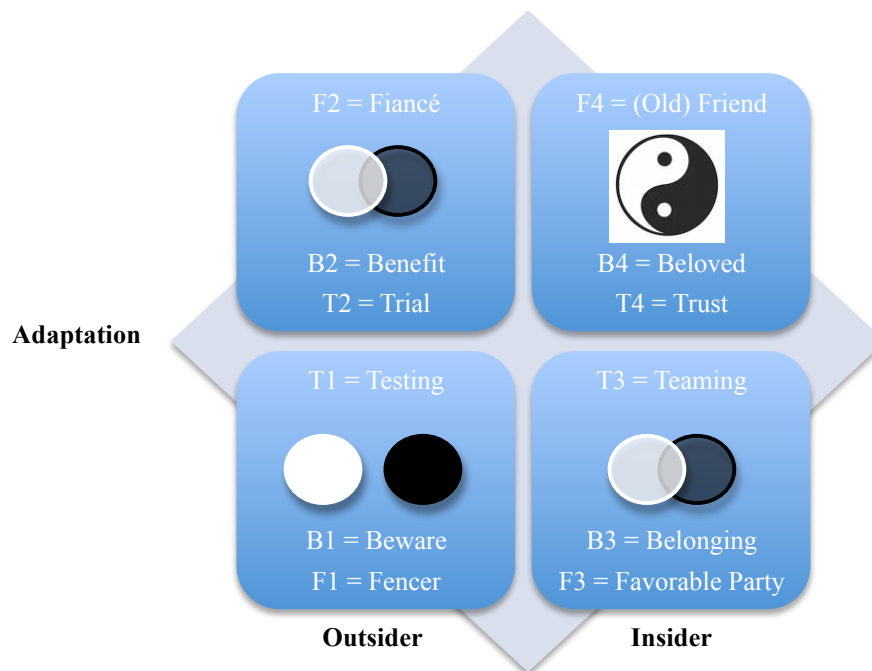 F2 = Fiancé
B2 = Benefit
T2 = Trial
F4 = (Old) Friend
B4 = Beloved
T4 = Trust
Adaptation
T1 = Testing
B1 = Beware
F1 = Fencer
T3 = Teaming
B3 = Belonging
F3 = Favorable Party
Outsider
Insider